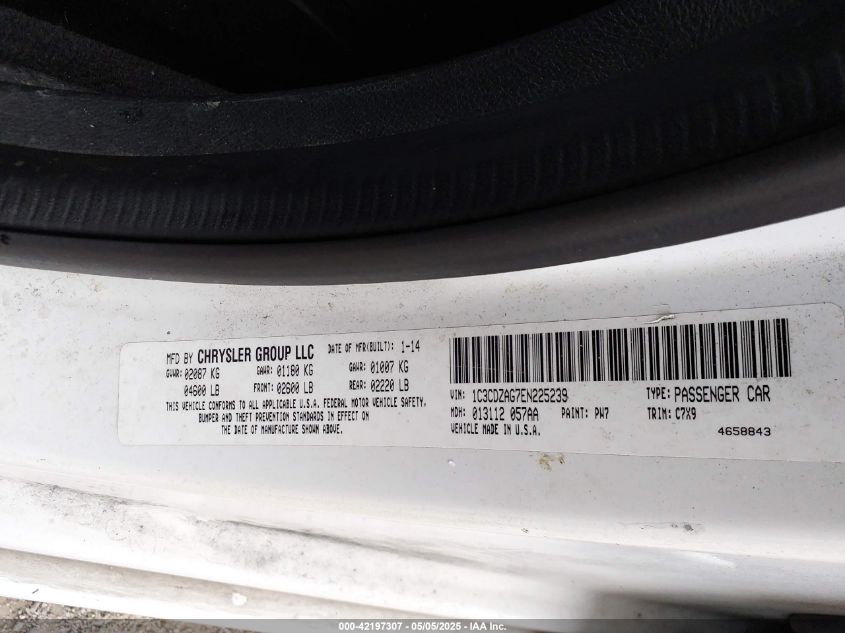 MFD BY CHRYSLER GROUP LLC DATE OF MFR(BUILT): 1-14
GVWR: 02087 KG GAWR: 01180 KG GAWR: 01007 KG
04600 LB FRONT: 02600 LB REAR: 02220 LB
THIS VEHICLE CONFORMS TO ALL APPLICABLE U.S.A. FEDERAL MOTOR VEHICLE SAFETY,
BUMPER AND THEFT PREVENTION STANDARDS IN EFFECT ON
THE DATE OF MANUFACTURE SHOWN ABOVE.
VIN: 1C3CDZAG7EN225239 TYPE: PASSENGER CAR
MDH: 013112 057AA PAINT: PW7 TRIM: C7X9
VEHICLE MADE IN U.S.A. 4658843
000-42197307 - 05/05/2025 - IAA Inc.